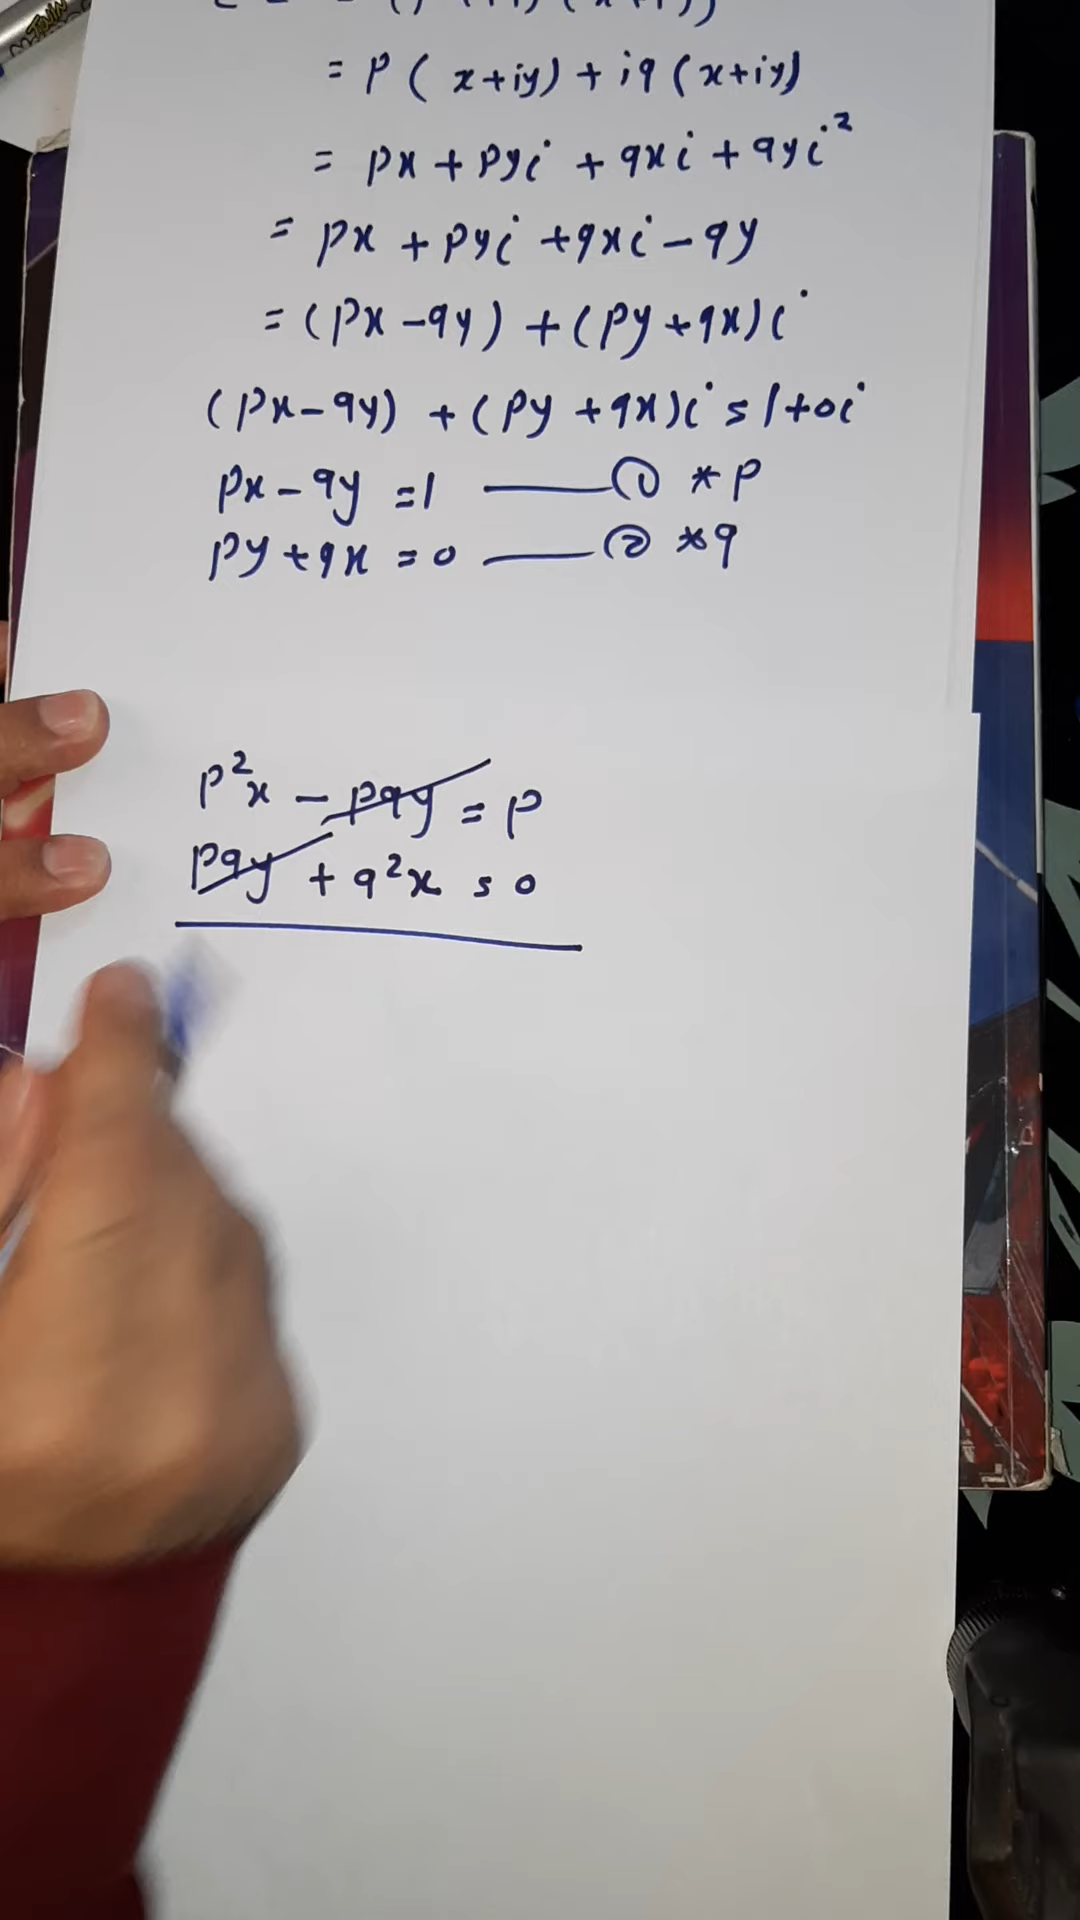 = p ( x+iy) + iq (x+iy)
= px + pyi + qxi + qyi²
= px + pyi + qxi - qy
= (px - qy) + (py + qx) i
(px - qy) + (py + qx) i = 1 + 0i
px - qy = 1 —— ① * p
py + qx = 0 —— ② * q
p²x - pqy = p
pqy + q²x = 0